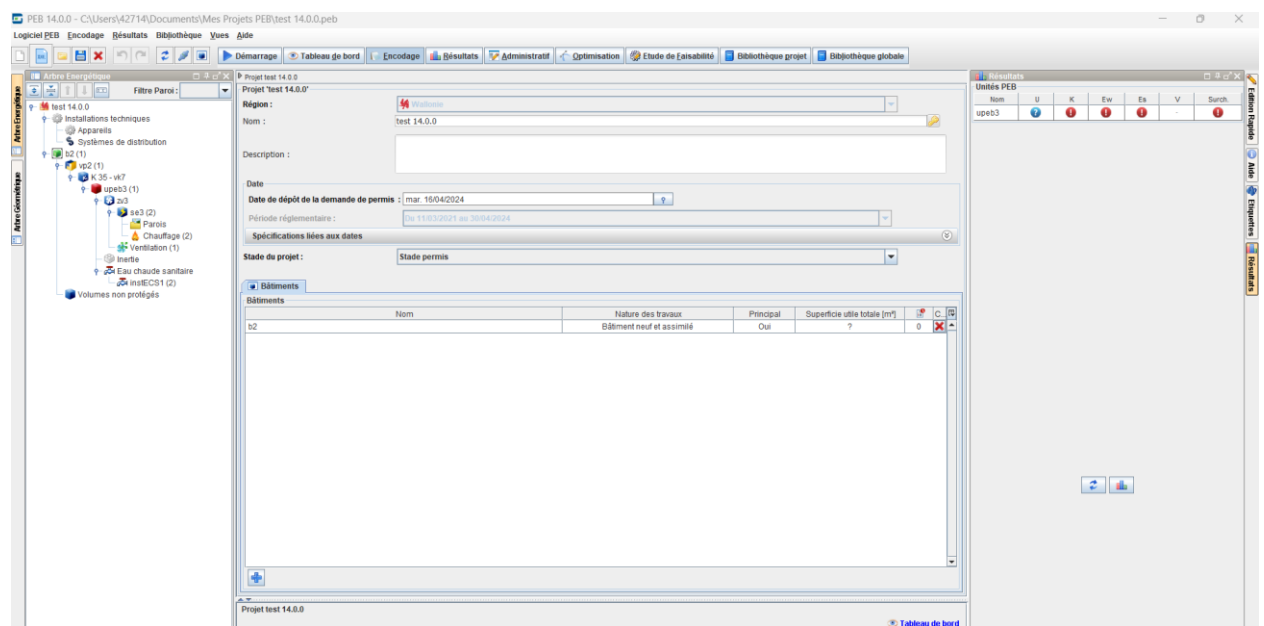 PEB 14.0.0 - C:\Users\42714\Documents\Mes Projets PEB\test 14.0.0.peb
Logiciel PEB Encodage Résultats Bibliothèque Vues Aide
Démarrage Tableau de bord Encodage Résultats Administratif Optimisation Etude de Faisabilité Bibliothèque projet Bibliothèque globale
Arbre Energétique
Arbre Géométrique
Arbre Energétique
Filtre Paroi :
test 14.0.0
Installations techniques
Appareils
Systèmes de distribution
b2 (1)
vp2 (1)
K 35 - vk7
upeb3 (1)
zv3
se3 (2)
Parois
Chauffage (2)
Ventilation (1)
Inertie
Eau chaude sanitaire
instECS1 (2)
Volumes non protégés
Projet test 14.0.0
Projet 'test 14.0.0'
Région : Wallonie
Nom : test 14.0.0
Description :
Date
Date de dépôt de la demande de permis : mar. 16/04/2024 ?
Période réglementaire : Du 11/03/2021 au 30/04/2024
Spécifications liées aux dates
Stade du projet : Stade permis
Bâtiments
Bâtiments
Nom Nature des travaux Principal Superficie utile totale [m²] C...
b2 Bâtiment neuf et assimilé Oui ? 0
Projet test 14.0.0
Tableau de bord
Résultats
Unités PEB
Nom U K Ew Es V Surch.
upeb3 ? ! ! ! - !
Edition Rapide
Aide
Etiquettes
Résultats